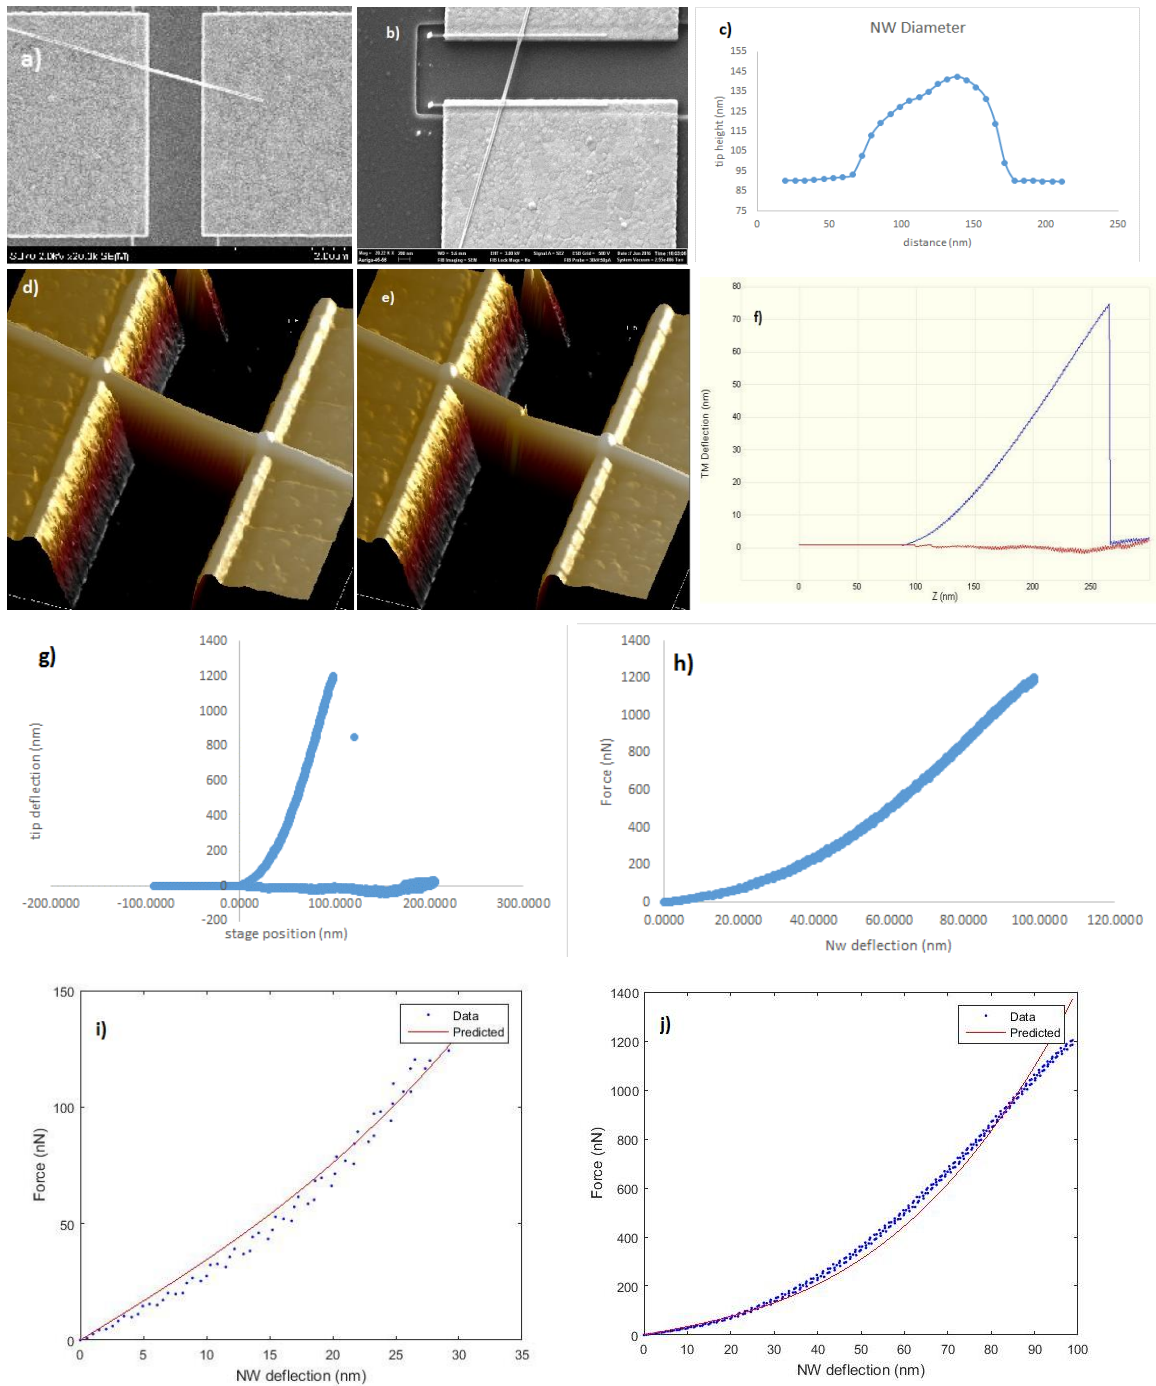 a)
2.0kV x20.0k SE(M)
2.00um
b)
c)
NW Diameter
155
145
135
125
115
105
95
85
75
tip height (nm)
0 50 100 150 200 250
distance (nm)
d)
e)
f)
80
70
60
50
40
30
20
10
0
TM Deflection (nm)
0 50 100 150 200 250
Z (nm)
g)
1400
1200
1000
800
600
400
200
0
-200
tip deflection (nm)
-200.0000 -100.0000 0.0000 100.0000 200.0000 300.0000
stage position (nm)
h)
1400
1200
1000
800
600
400
200
0
Force (nN)
0.0000 20.0000 40.0000 60.0000 80.0000 100.0000 120.0000
Nw deflection (nm)
i)
Data
Predicted
150
100
50
0
Force (nN)
0 5 10 15 20 25 30 35
NW deflection (nm)
j)
Data
Predicted
1400
1200
1000
800
600
400
200
0
Force (nN)
0 10 20 30 40 50 60 70 80 90 100
NW deflection (nm)